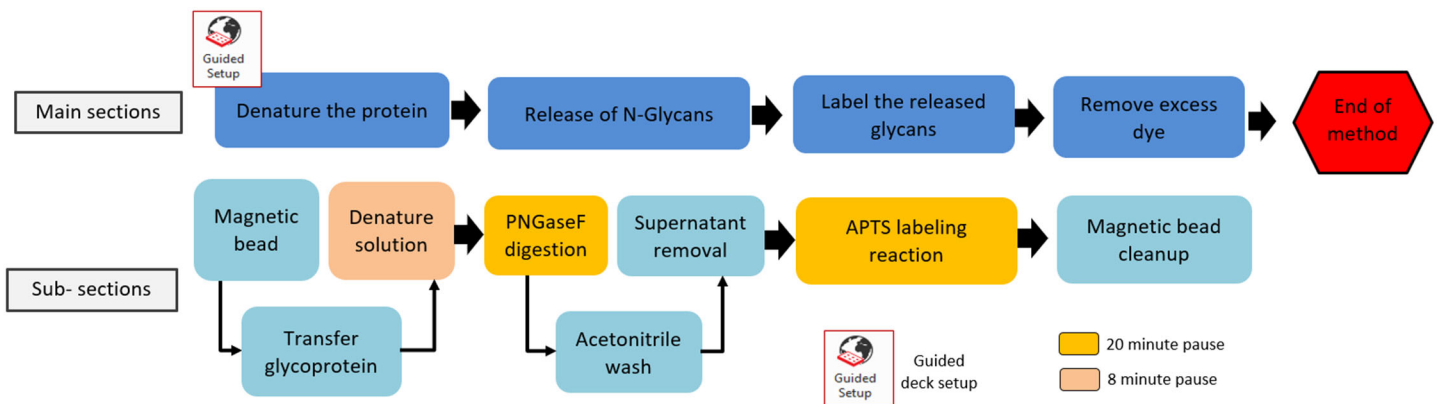 Guided
Setup
Main sections
Denature the protein
Release of N-Glycans
Label the released
glycans
Remove excess
dye
End of
method
Sub- sections
Magnetic
bead
Transfer
glycoprotein
Denature
solution
PNGaseF
digestion
Acetonitrile
wash
Supernatant
removal
APTS labeling
reaction
Magnetic bead
cleanup
Guided
Setup
Guided
deck setup
20 minute pause
8 minute pause